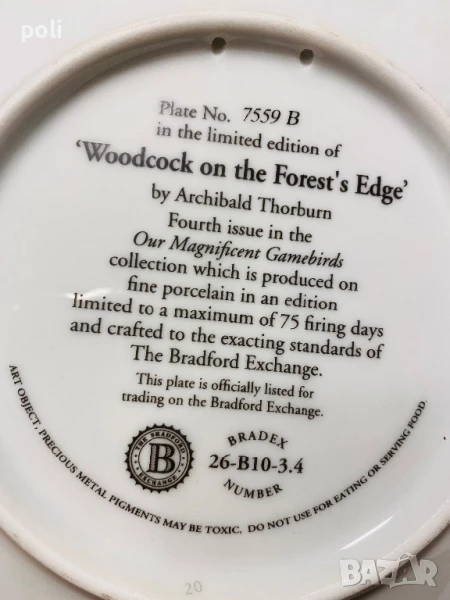 poli
Plate No. 7559 B
in the limited edition of
'Woodcock on the Forest's Edge'
by Archibald Thorburn
Fourth issue in the
Our Magnificent Gamebirds
collection which is produced on
fine porcelain in an edition
limited to a maximum of 75 firing days
and crafted to the exacting standards of
The Bradford Exchange.
This plate is officially listed for
trading on the Bradford Exchange.
THE BRADFORD
B
EXCHANGE
BRADEX
26-B10-3.4
NUMBER
ART OBJECT. PRECIOUS METAL PIGMENTS MAY BE TOXIC. DO NOT USE FOR EATING OR SERVING FOOD.
20
BAZAR